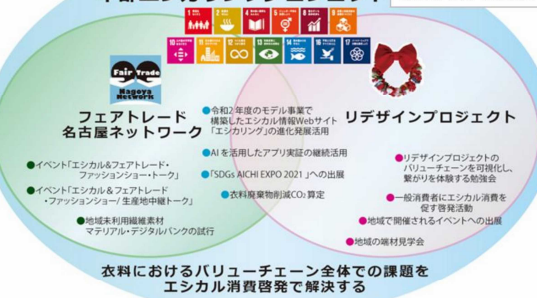 Fair Trade
Nagoya
Network
フェアトレード
名古屋ネットワーク
●イベント「エシカル&フェアトレード・
ファッションショー・トーク」
●イベント「エシカル&フェアトレード
・ファッションショー/生産地中継トーク」
●地域未利用繊維素材
マテリアル・デジタルバンクの試行
●令和2年度のモデル事業で
構築したエシカル情報Webサイト
「エシカリング」の進化発展活用
●AIを活用したアプリ実証の継続活用
●「SDGs AICHI EXPO 2021」への出展
●衣料廃棄物削減CO₂算定
リデザインプロジェクト
●リデザインプロジェクトの
バリューチェーンを可視化し、
繋がりを体験する勉強会
●一般消費者にエシカル消費を
促す啓発活動
●地域で開催されるイベントへの出展
●地域の端材見学会
衣料におけるバリューチェーン全体での課題を
エシカル消費啓発で解決する